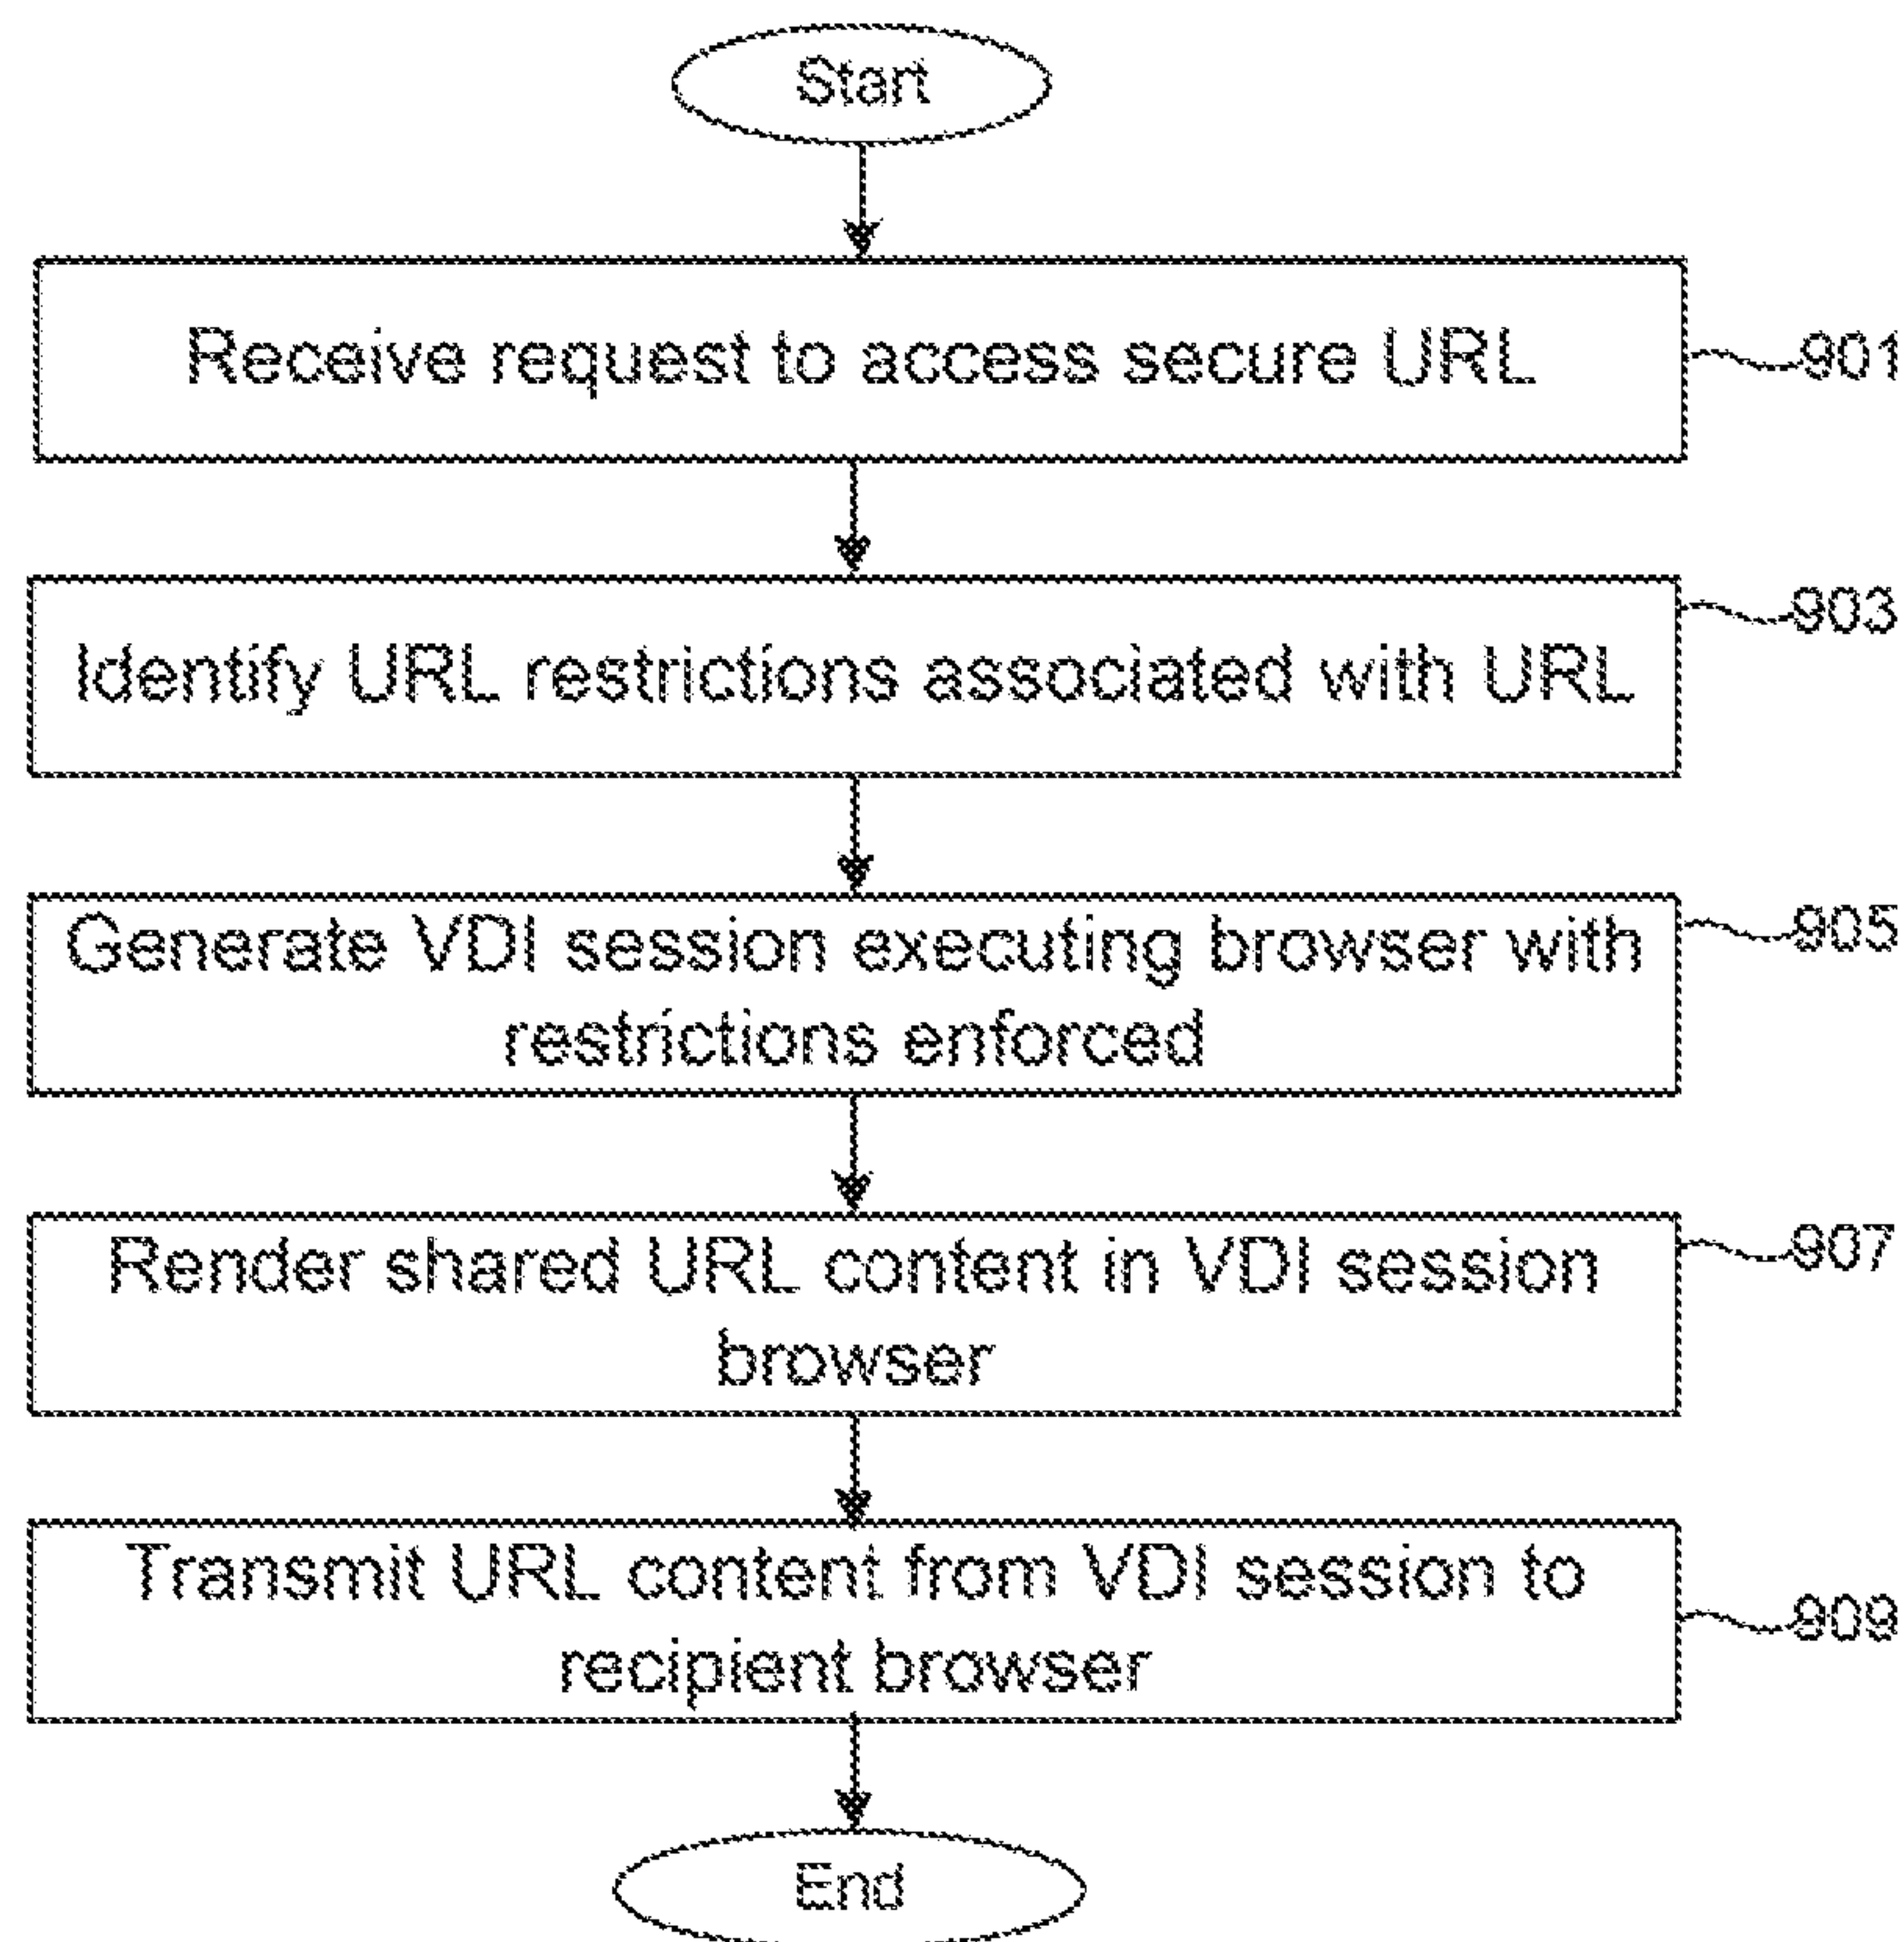 Start
Receive request to access secure URL
901
Identify URL restrictions associated with URL
903
Generate VDI session executing browser with
restrictions enforced
905
Render shared URL content in VDI session
browser
907
Transmit URL content from VDI session to
recipient browser
909
End